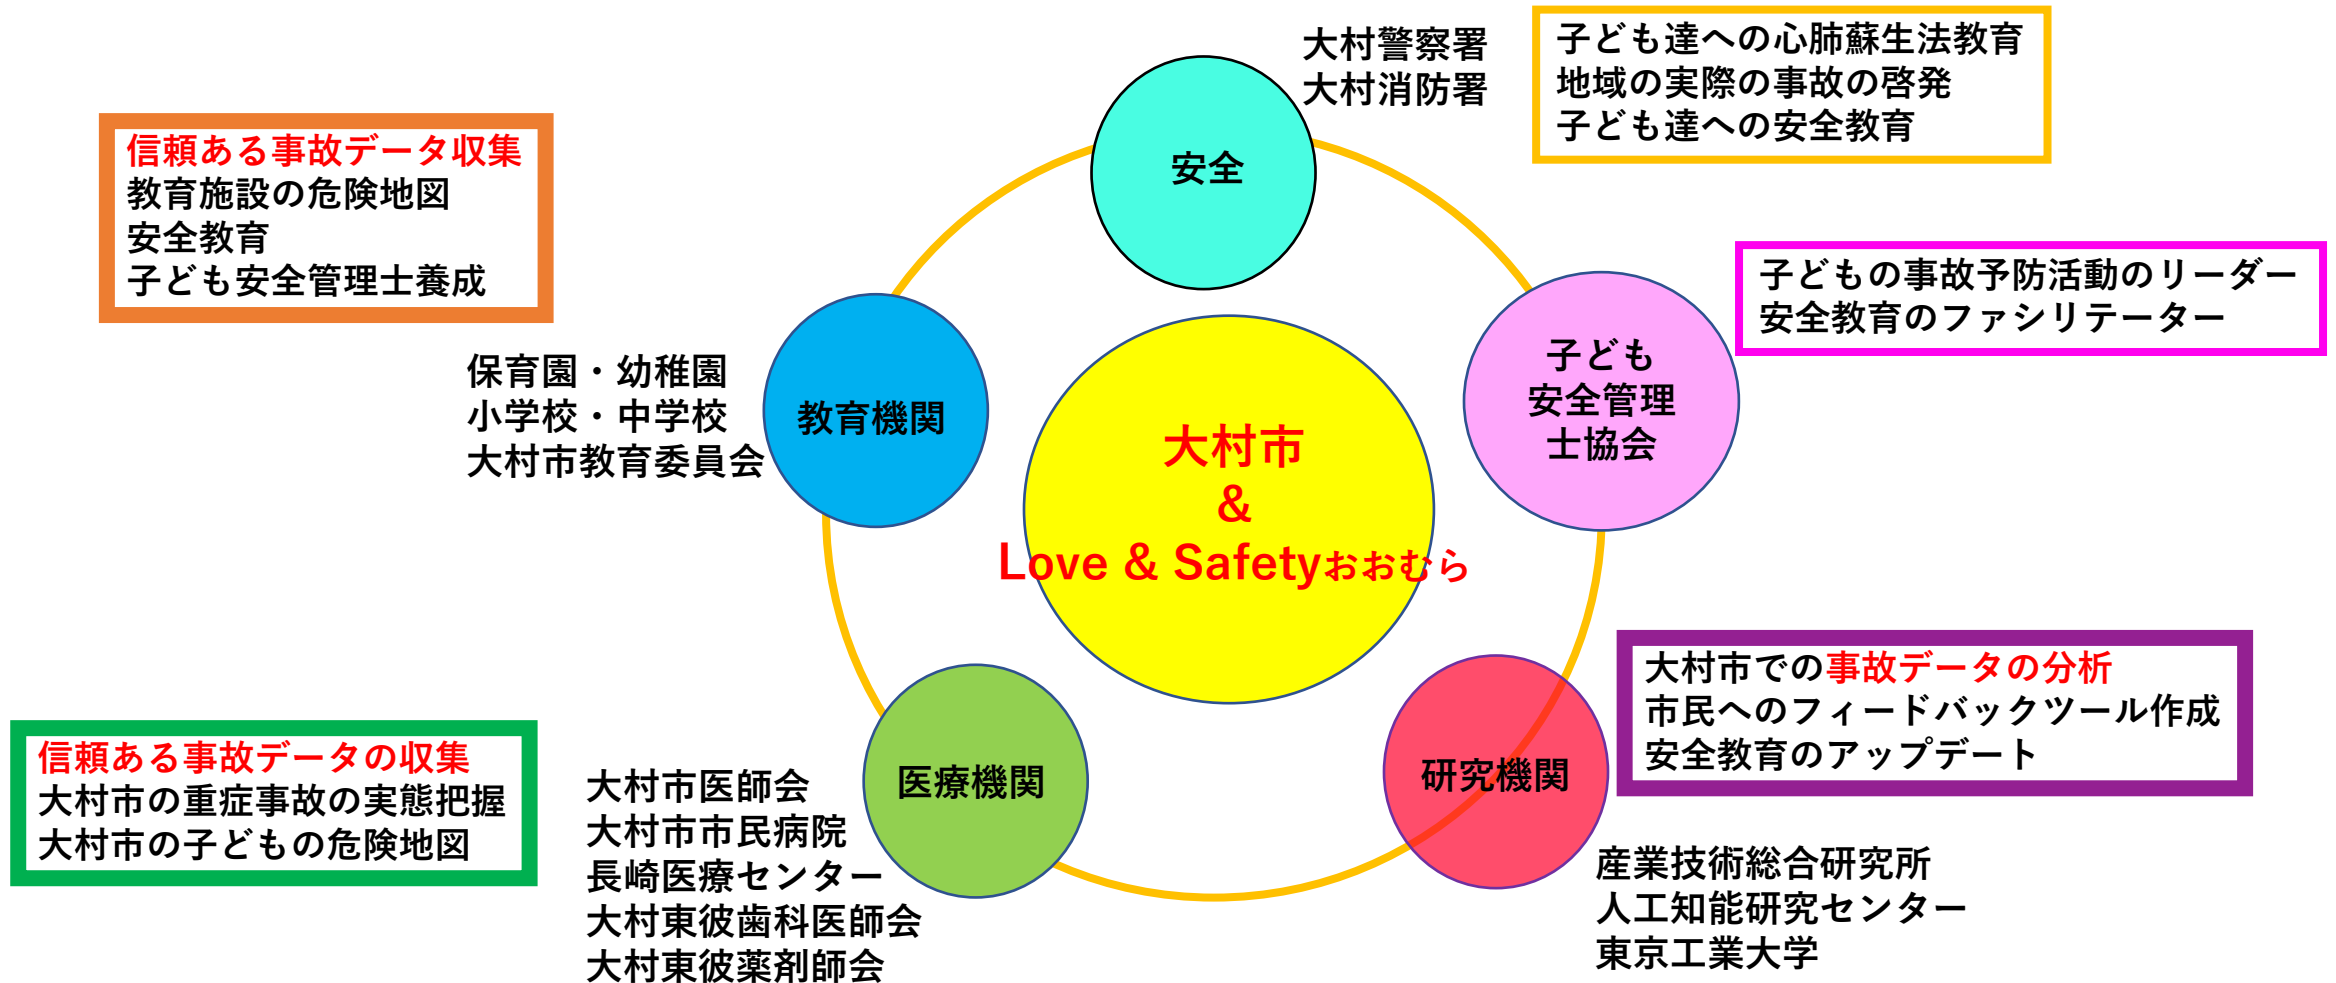 大村警察署
大村消防署
子ども達への心肺蘇生法教育
地域の実際の事故の啓発
子ども達への安全教育
安全
信頼ある事故データ収集
教育施設の危険地図
安全教育
子ども安全管理士養成
子どもの事故予防活動のリーダー
安全教育のファシリテーター
保育園・幼稚園
小学校・中学校
大村市教育委員会
教育機関
子ども
安全管理
士協会
大村市
&
Love & Safetyおおむら
大村市での事故データの分析
市民へのフィードバックツール作成
安全教育のアップデート
信頼ある事故データの収集
大村市の重症事故の実態把握
大村市の子どもの危険地図
医療機関
研究機関
大村市医師会
大村市市民病院
長崎医療センター
大村東彼歯科医師会
大村東彼薬剤師会
産業技術総合研究所
人工知能研究センター
東京工業大学